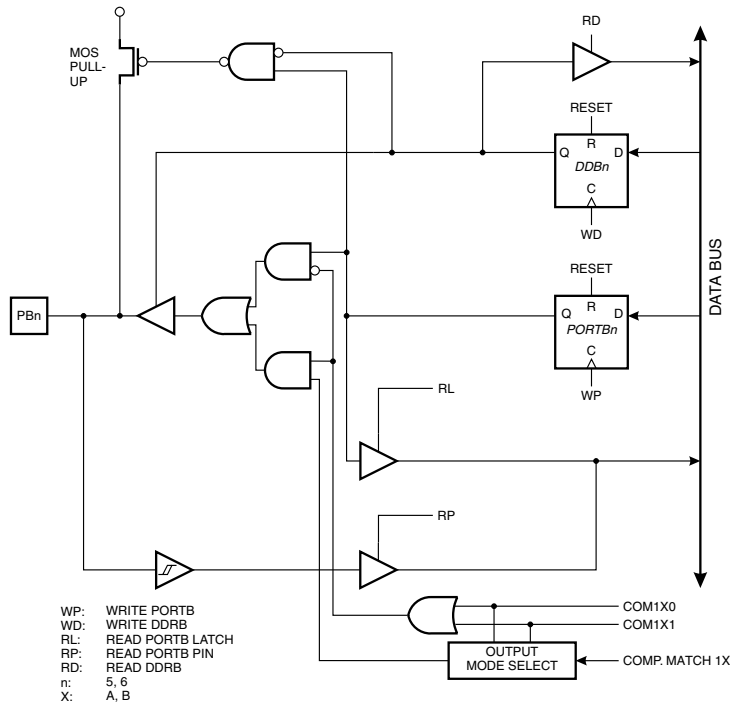 RD
MOS
PULL-
UP
RESET
R
Q
D
DDBn
C
WD
DATA BUS
RESET
R
PBn
Q
D
PORTBn
C
WP
RL
RP
WP: WRITE PORTB
WD: WRITE DDRB
RL: READ PORTB LATCH
RP: READ PORTB PIN
RD: READ DDRB
n: 5, 6
X: A, B
COM1X0
COM1X1
OUTPUT
MODE SELECT
COMP. MATCH 1X